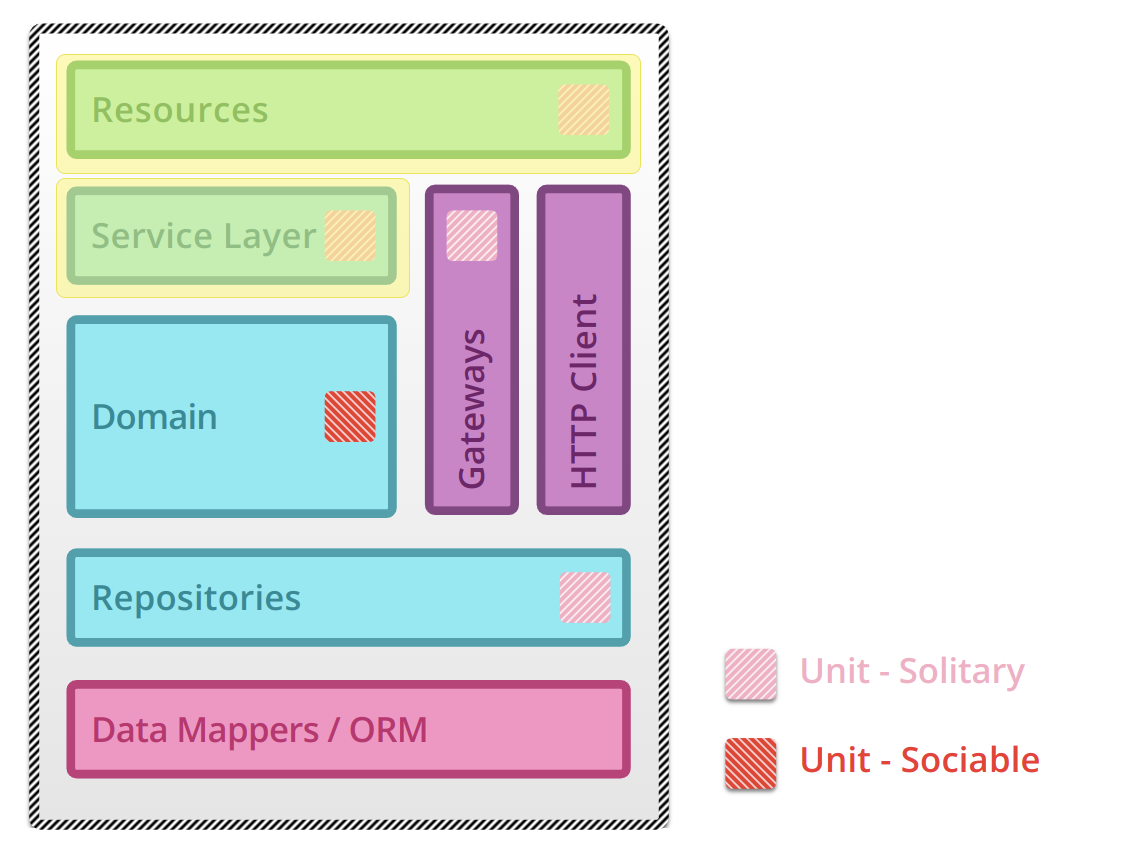 Resources
Service Layer
Gateways
HTTP Client
Domain
Repositories
Data Mappers / ORM
Unit - Solitary
Unit - Sociable